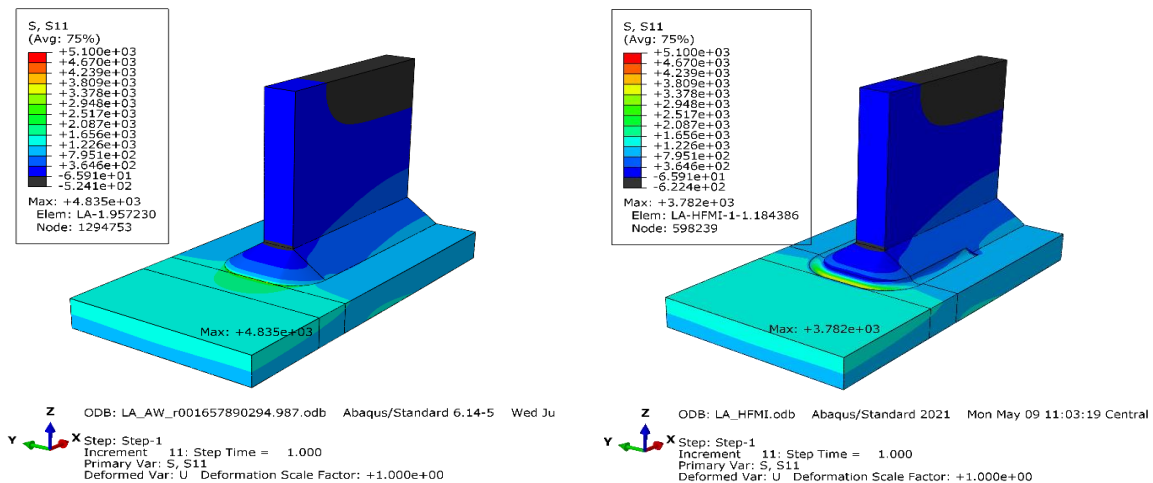 S, S11
(Avg: 75%)
+5.100e+03
+4.670e+03
+4.239e+03
+3.809e+03
+3.378e+03
+2.948e+03
+2.517e+03
+2.087e+03
+1.656e+03
+1.226e+03
+7.951e+02
+3.646e+02
-6.591e+01
-5.241e+02
Max: +4.835e+03
Elem: LA-1.957230
Node: 1294753
Max: +4.835e+03
Z
Y
X
ODB: LA_AW_r001657890294.987.odb Abaqus/Standard 6.14-5 Wed Ju
Step: Step-1
Increment 11: Step Time = 1.000
Primary Var: S, S11
Deformed Var: U Deformation Scale Factor: +1.000e+00
S, S11
(Avg: 75%)
+5.100e+03
+4.670e+03
+4.239e+03
+3.809e+03
+3.378e+03
+2.948e+03
+2.517e+03
+2.087e+03
+1.656e+03
+1.226e+03
+7.951e+02
+3.646e+02
-6.591e+01
-6.224e+02
Max: +3.782e+03
Elem: LA-HFMI-1-1.184386
Node: 598239
Max: +3.782e+03
Z
Y
X
ODB: LA_HFMI.odb Abaqus/Standard 2021 Mon May 09 11:03:19 Central
Step: Step-1
Increment 11: Step Time = 1.000
Primary Var: S, S11
Deformed Var: U Deformation Scale Factor: +1.000e+00